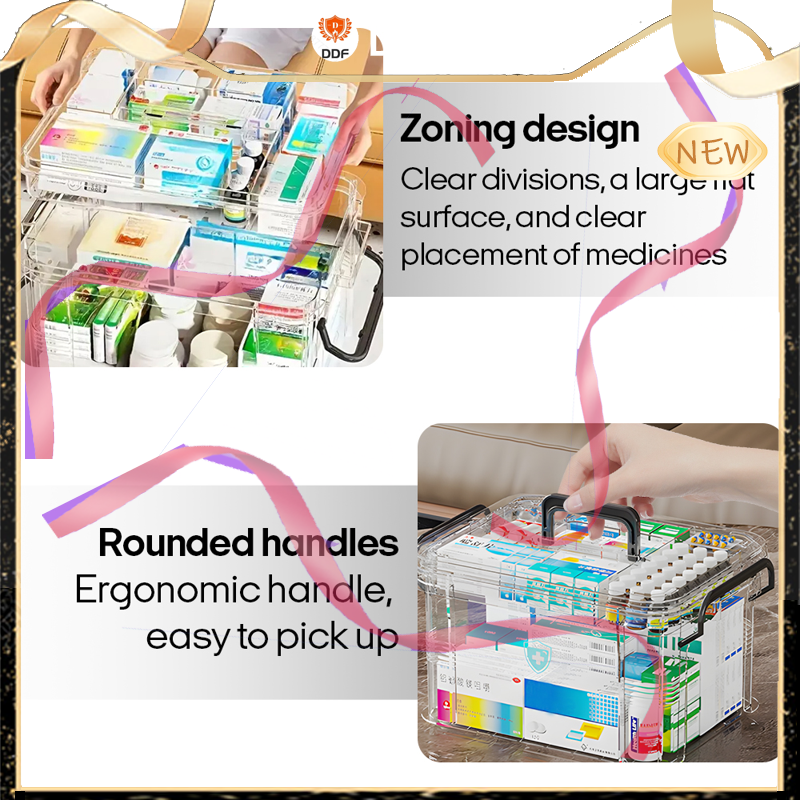 DDF
Zoning design
NEW
Clear divisions, a large flat
surface, and clear
placement of medicines
Rounded handles
Ergonomic handle,
easy to pick up